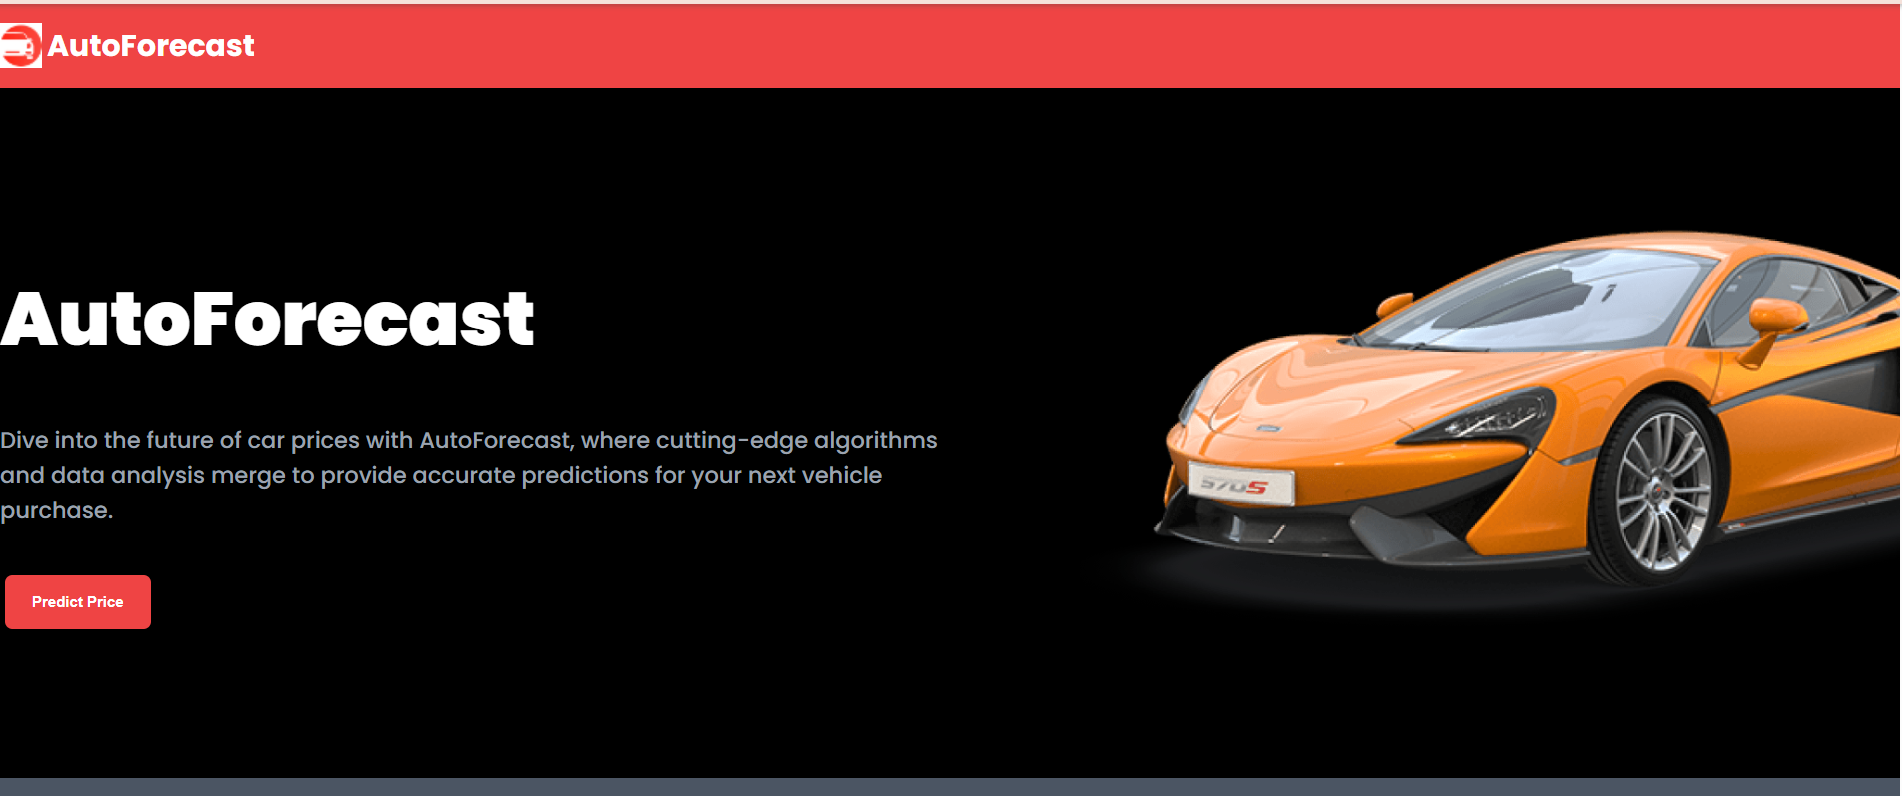 AutoForecast
AutoForecast
Dive into the future of car prices with AutoForecast, where cutting-edge algorithms
and data analysis merge to provide accurate predictions for your next vehicle
purchase.
570S
Predict Price